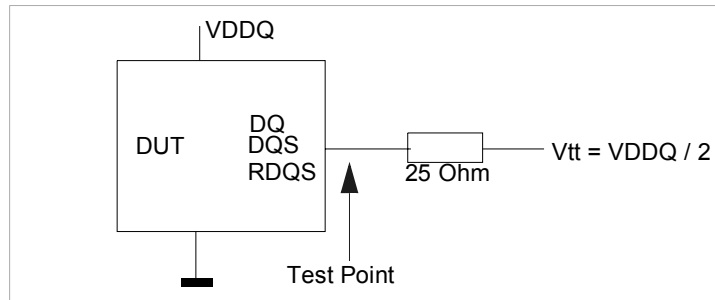 VDDQ
DUT
DQ
DQS
RDQS
25 Ohm
Vtt = VDDQ / 2
Test Point